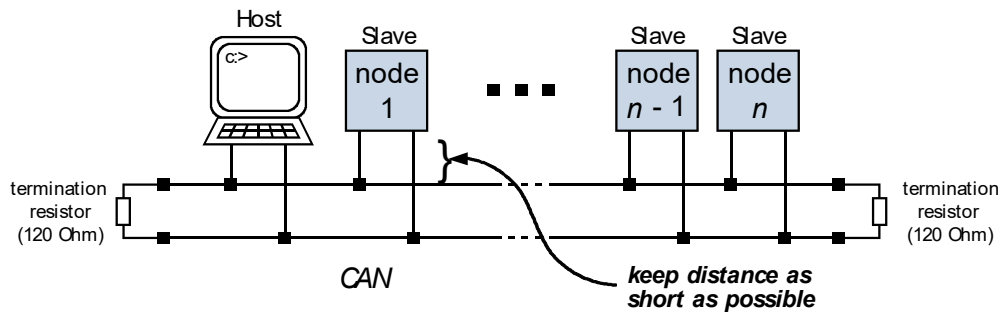 Host
c:>
Slave
node
1
Slave
node
n - 1
Slave
node
n
termination
resistor
(120 Ohm)
termination
resistor
(120 Ohm)
CAN
keep distance as
short as possible